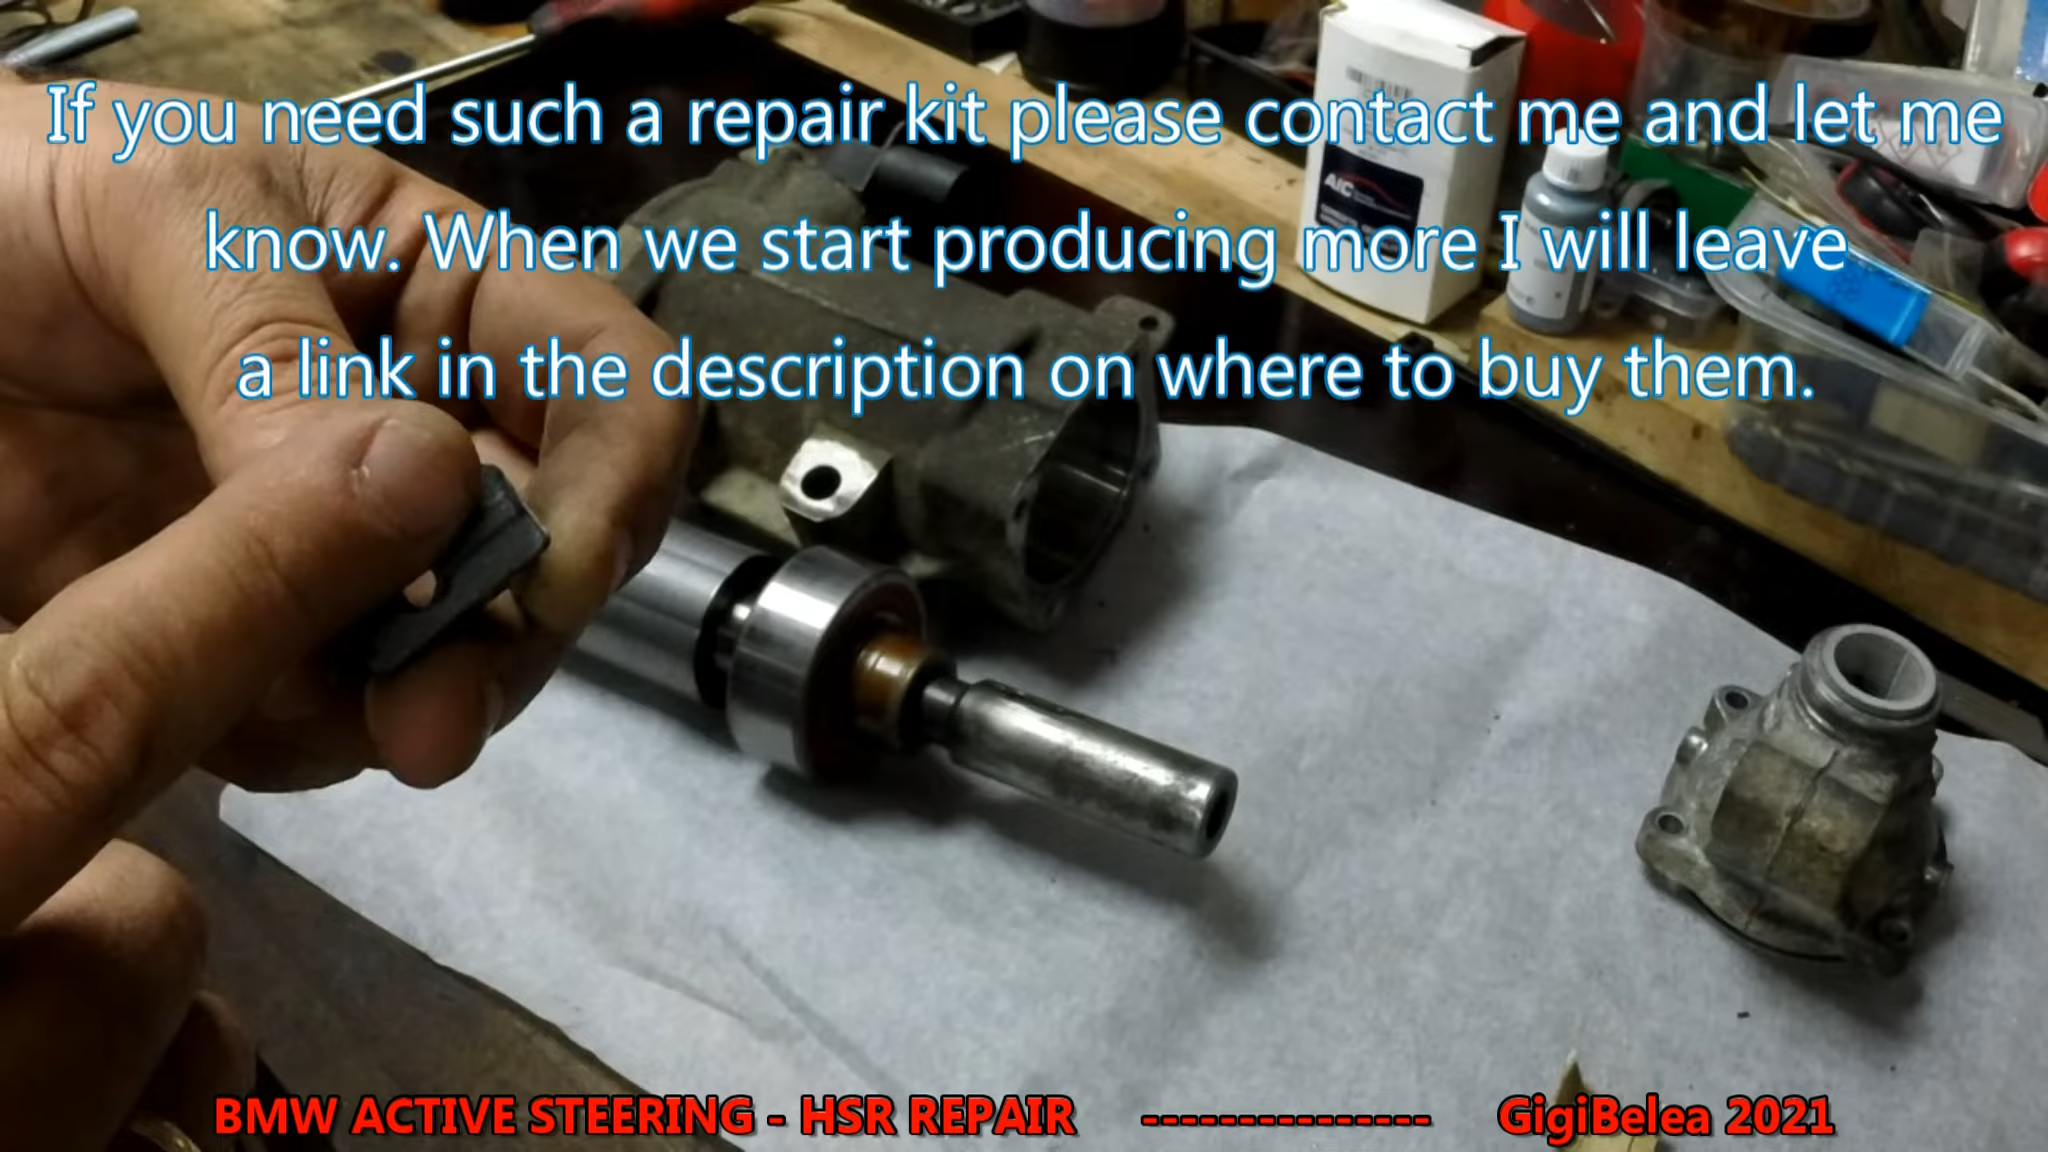 If you need such a repair kit please contact me and let me
know. When we start producing more I will leave
a link in the description on where to buy them.
AIC
BMW ACTIVE STEERING - HSR REPAIR --------------- GigiBelea 2021